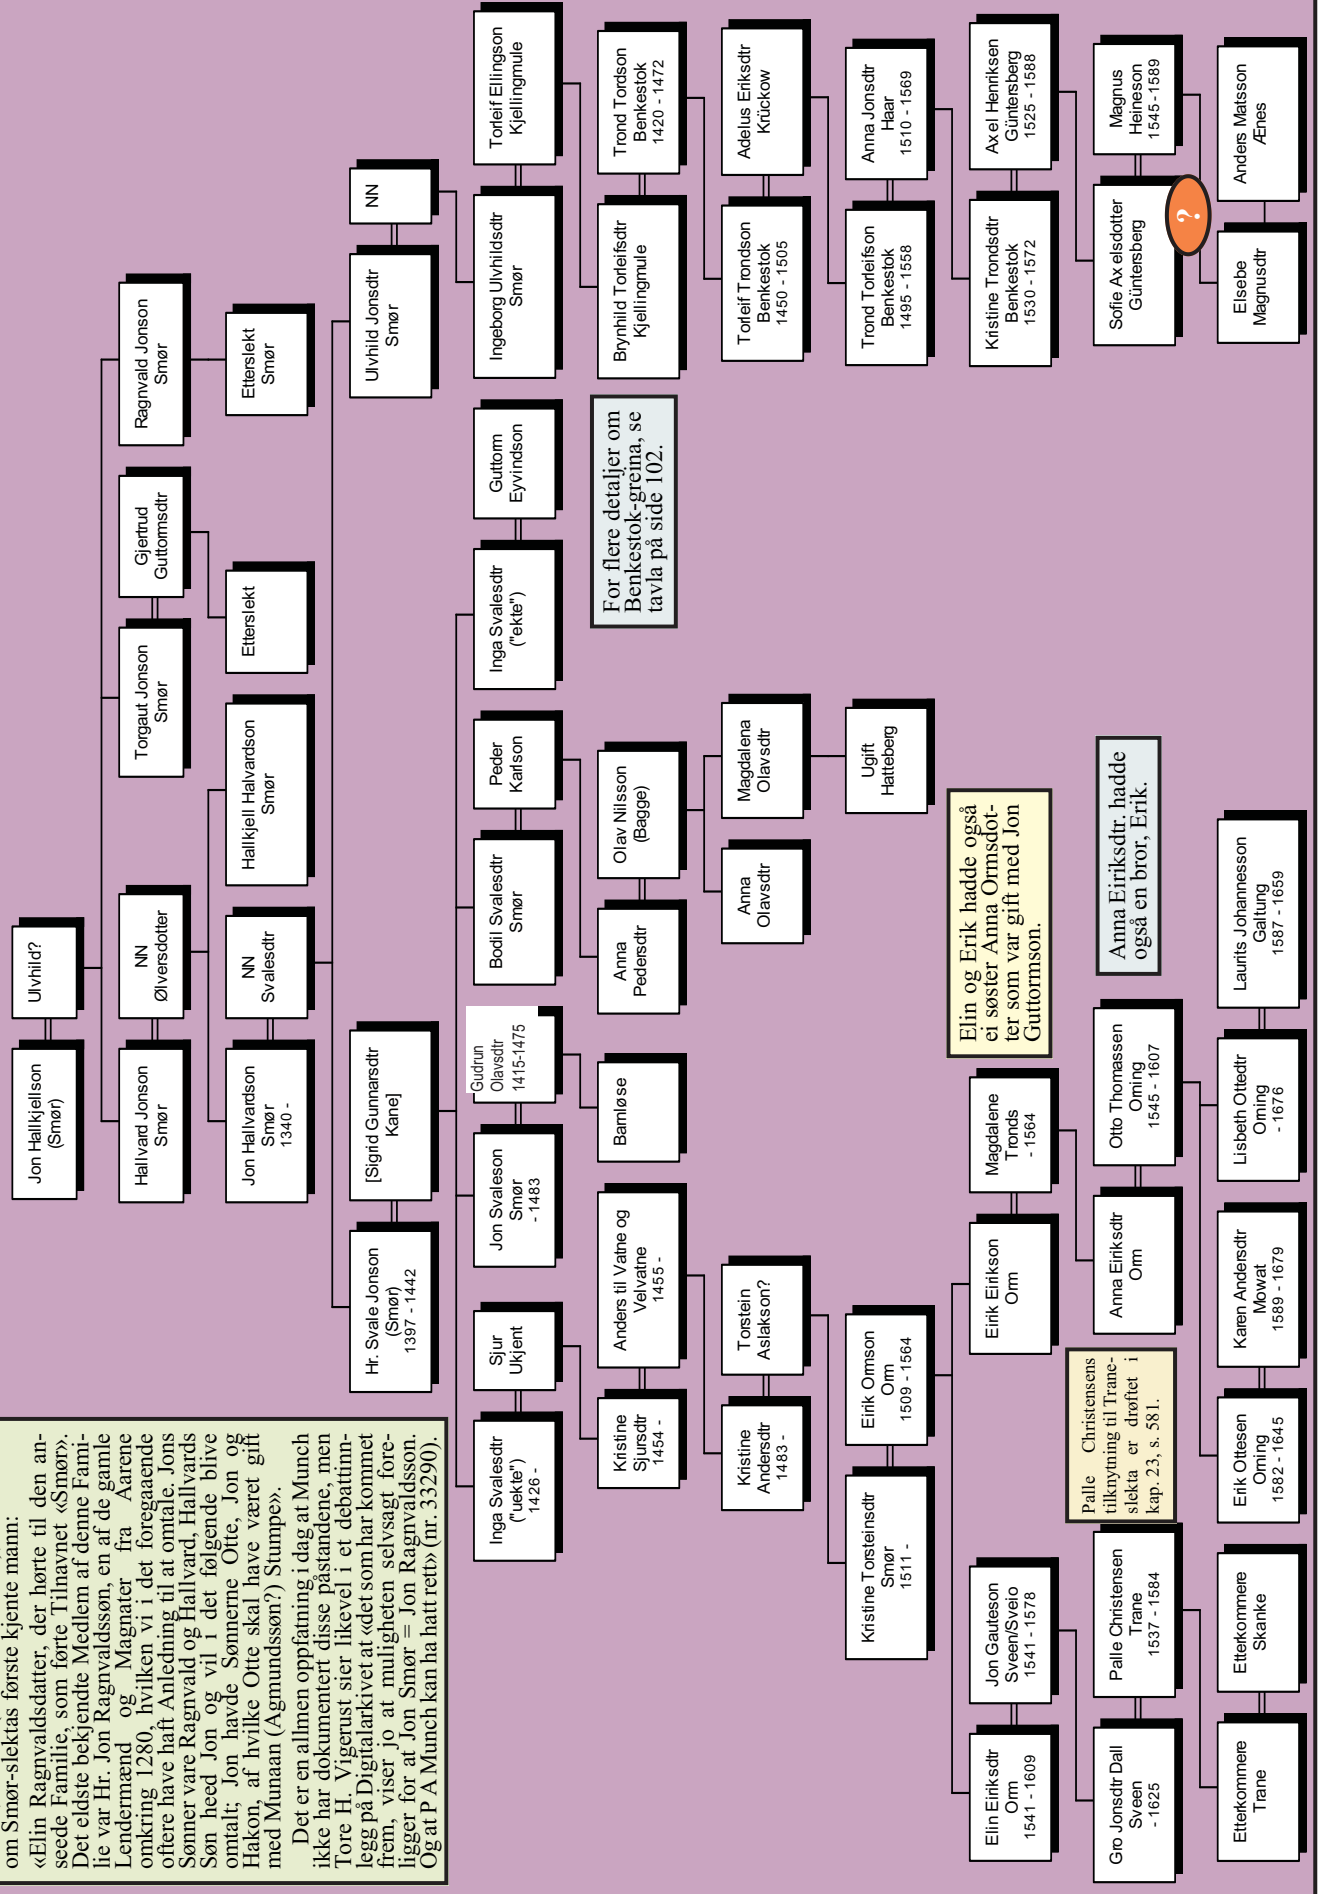 om Smør-slektas første kjente mann:
«Elin Ragnvaldsdatter, der hørte til den an-
seede Familie, som førte Tilnavnet «Smør».
Det eldste bekjendte Medlem af denne Fami-
lie var Hr. Jon Ragnvaldssøn, en af de gamle
Lendermænd og Magnater fra Aarene
omkring 1280, hvilken vi i det foregaaende
oftere have haft Anledning til at omtale. Jons
Sønner vare Ragnvald og Hallvard, Hallvards
Søn heed Jon og vil i det følgende blive
omtalt; Jon havde Sønnerne Otte, Jon og
Hakon, af hvilke Otte skal have været gift
med Munaan (Agmundssøn?) Stumpe».
Det er en allmen oppfatning i dag at Munch
ikke har dokumentert disse påstandene, men
Tore H. Vigerust sier likevel i et debattinn-
legg på Digitalarkivet at «det som har kommet
frem, viser jo at muligheten selvsagt fore-
ligger for at Jon Smør = Jon Ragnvaldsson.
Og at P A Munch kan ha hatt rett» (nr. 33290).
Jon Hallkjellson
(Smør)
Ulvhild?
Hallvard Jonson
Smør
NN
Ølversdotter
Torgaut Jonson
Smør
Gjertrud
Guttomsdtr
Ragnvald Jonson
Smør
Jon Hallvardson
Smør
1340 -
NN
Svalesdtr
Hallkjell Halvardson
Smør
Etterslekt
Etterslekt
Smør
Hr. Svale Jonson
(Smør)
1397 - 1442
[Sigrid Gunnarsdtr
Kane]
Ulvhild Jonsdtr
Smør
NN
Inga Svalesdtr
("uekte")
1426 -
Sjur
Ukjent
Jon Svaleson
Smør
- 1483
Gudrun
Olavsdtr
1415-1475
Bodil Svalesdtr
Smør
Peder
Karlson
Inga Svalesdtr
("ekte")
Guttom
Eyvindson
Ingeborg Ulvhildsdtr
Smør
Torleif Ellingson
Kjellingmule
Kristine
Sjursdtr
1454 -
Anders til Vatne og
Velvatne
1455 -
Barnløse
Anna
Pedersdtr
Olav Nilsson
(Bagge)
For flere detaljer om
Benkestok-greina, se
tavla på side 102.
Brynhild Torleifsdtr
Kjellingmule
Trond Tordson
Benkestok
1420 - 1472
Kristine
Andersdtr
1483 -
Torstein
Aslakson?
Anna
Olavsdtr
Magdalena
Olavsdtr
Torleif Trondson
Benkestok
1450 - 1505
Adelus Eriksdtr
Krückow
Kristine Torsteinsdtr
Smør
1511 -
Eirik Ormson
Orm
1509 - 1564
Ugift
Hatteberg
Trond Torleifson
Benkestok
1495 - 1558
Anna Jonsdtr
Haar
1510 - 1569
Elin Eiriksdtr
Orm
1541 - 1609
Jon Gauteson
Sveen/Sveio
1541 - 1578
Eirik Eirikson
Orm
Magdalene
Tronds
- 1564
Elin og Erik hadde også
ei søster Anna Ormsdot-
ter som var gift med Jon
Guttormson.
Kristine Trondsdtr
Benkestok
1530 - 1572
Axel Henriksen
Güntersberg
1525 - 1588
Gro Jonsdtr Dall
Sveen
- 1625
Palle Christensen
Trane
1537 - 1584
Palle Christensens
tilknytning til Trane-
slekta er drøftet i
kap. 23, s. 581.
Anna Eiriksdtr
Orm
Otto Thomassen
Orning
1545 - 1607
Anna Eiriksdtr. hadde
også en bror, Erik.
Sofie Axelsdotter
Güntersberg
Magnus
Heineson
1545 - 1589
?
Etterkommere
Trane
Etterkommere
Skanke
Erik Ottesen
Orning
1582 - 1645
Karen Andersdtr
Mowat
1589 - 1679
Lisbeth Ottedtr
Orning
- 1676
Laurits Johannesson
Galtung
1587 - 1659
Elsebe
Magnusdtr
Anders Matsson
Ænes